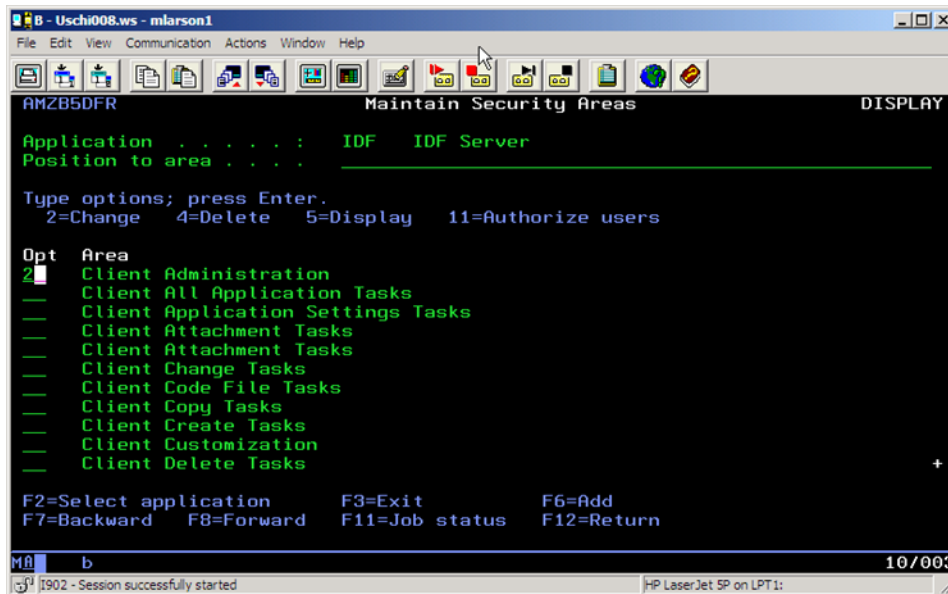 B - Uschi008.ws - mlarson1
File Edit View Communication Actions Window Help
AMZB5DFR Maintain Security Areas DISPLAY
Application . . . . . : IDF IDF Server
Position to area . . . .
Type options; press Enter.
2=Change 4=Delete 5=Display 11=Authorize users
Opt Area
2 Client Administration
Client All Application Tasks
Client Application Settings Tasks
Client Attachment Tasks
Client Attachment Tasks
Client Change Tasks
Client Code File Tasks
Client Copy Tasks
Client Create Tasks
Client Customization
Client Delete Tasks
+
F2=Select application F3=Exit F6=Add
F7=Backward F8=Forward F11=Job status F12=Return
MA b 10/003
I902 - Session successfully started HP LaserJet 5P on LPT1: